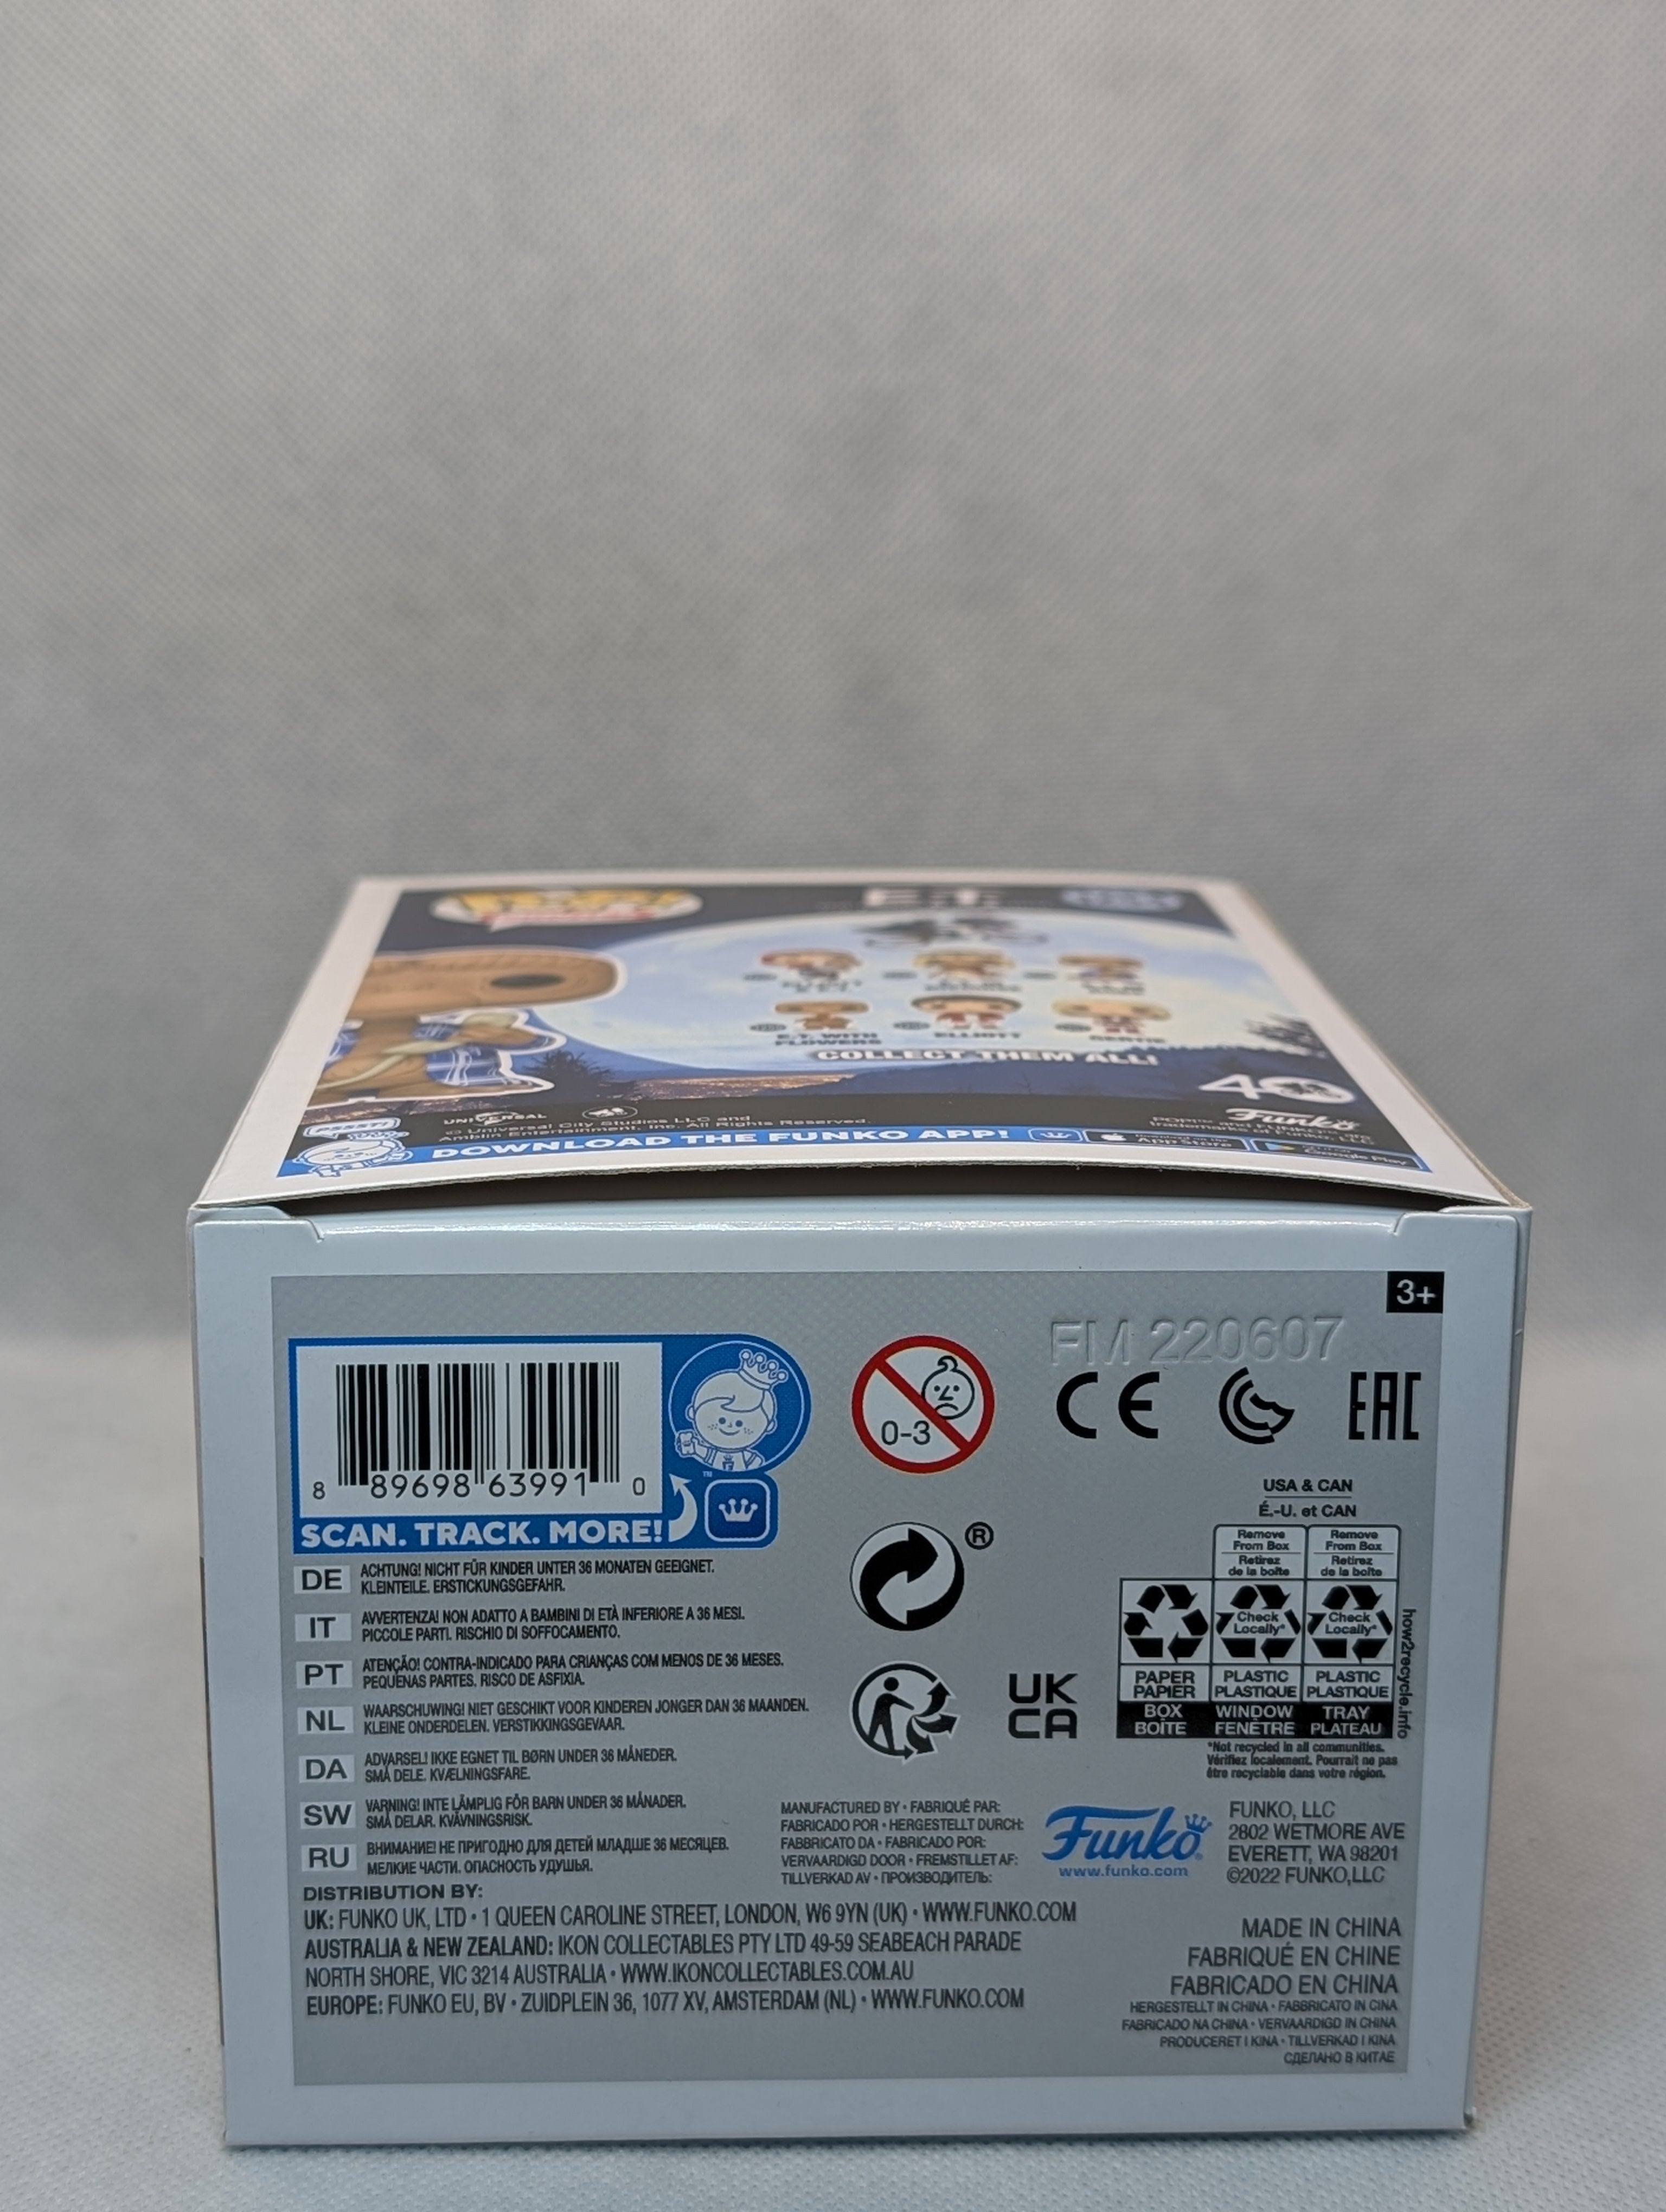 E.T.
E.T. WITH
FLOWERS
ELLIOTT
GERTIE
COLLECT THEM ALL!
40
PSSST!
UNIVERSAL
© Universal City Studios LLC and
Amblin Entertainment, Inc. All Rights Reserved.
Funko
DOWNLOAD THE FUNKO APP!
App Store
Google Play
3+
FM 220607
8 89698 63991 0
™
SCAN. TRACK. MORE!
0-3
CE
EAC
USA & CAN
É.-U. et CAN
Remove
From Box
Retirez
de la boîte
Remove
From Box
Retirez
de la boîte
Check
Locally*
Check
Locally*
PAPER
PAPIER
PLASTIC
PLASTIQUE
PLASTIC
PLASTIQUE
BOX
BOÎTE
WINDOW
FENÊTRE
TRAY
PLATEAU
how2recycle.info
*Not recycled in all communities.
Vérifiez localement. Pourrait ne pas
être recyclable dans votre région.
®
UK
CA
DE ACHTUNG! NICHT FÜR KINDER UNTER 36 MONATEN GEEIGNET.
KLEINTEILE. ERSTICKUNGSGEFAHR.
IT AVVERTENZA! NON ADATTO A BAMBINI DI ETÀ INFERIORE A 36 MESI.
PICCOLE PARTI. RISCHIO DI SOFFOCAMENTO.
PT ATENÇÃO! CONTRA-INDICADO PARA CRIANÇAS COM MENOS DE 36 MESES.
PEQUENAS PARTES. RISCO DE ASFIXIA.
NL WAARSCHUWING! NIET GESCHIKT VOOR KINDEREN JONGER DAN 36 MAANDEN.
KLEINE ONDERDELEN. VERSTIKKINGSGEVAAR.
DA ADVARSEL! IKKE EGNET TIL BØRN UNDER 36 MÅNEDER.
SMÅ DELE. KVÆLNINGSFARE.
SW VARNING! INTE LÄMPLIG FÖR BARN UNDER 36 MÅNADER.
SMÅ DELAR. KVÄVNINGSRISK.
RU ВНИМАНИЕ! НЕ ПРИГОДНО ДЛЯ ДЕТЕЙ МЛАДШЕ 36 МЕСЯЦЕВ.
МЕЛКИЕ ЧАСТИ. ОПАСНОСТЬ УДУШЬЯ.
MANUFACTURED BY • FABRIQUÉ PAR:
FABRICADO POR • HERGESTELLT DURCH:
FABBRICATO DA • FABRICADO POR:
VERVAARDIGD DOOR • FREMSTILLET AF:
TILLVERKAD AV • ПРОИЗВОДИТЕЛЬ:
Funko
www.funko.com
FUNKO, LLC
2802 WETMORE AVE
EVERETT, WA 98201
©2022 FUNKO,LLC
DISTRIBUTION BY:
UK: FUNKO UK, LTD • 1 QUEEN CAROLINE STREET, LONDON, W6 9YN (UK) • WWW.FUNKO.COM
AUSTRALIA & NEW ZEALAND: IKON COLLECTABLES PTY LTD 49-59 SEABEACH PARADE
NORTH SHORE, VIC 3214 AUSTRALIA • WWW.IKONCOLLECTABLES.COM.AU
EUROPE: FUNKO EU, BV • ZUIDPLEIN 36, 1077 XV, AMSTERDAM (NL) • WWW.FUNKO.COM
MADE IN CHINA
FABRIQUÉ EN CHINE
FABRICADO EN CHINA
HERGESTELLT IN CHINA • FABBRICATO IN CINA
FABRICADO NA CHINA • VERVAARDIGD IN CHINA
PRODUCERET I KINA • TILLVERKAD I KINA
СДЕЛАНО В КИТАЕ